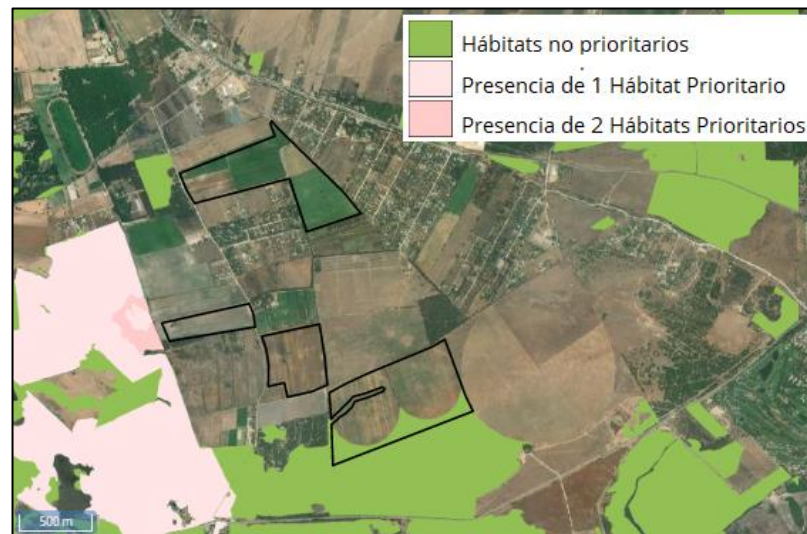 Hábitats no prioritarios
Presencia de 1 Hábitat Prioritario
Presencia de 2 Hábitats Prioritarios
500 m